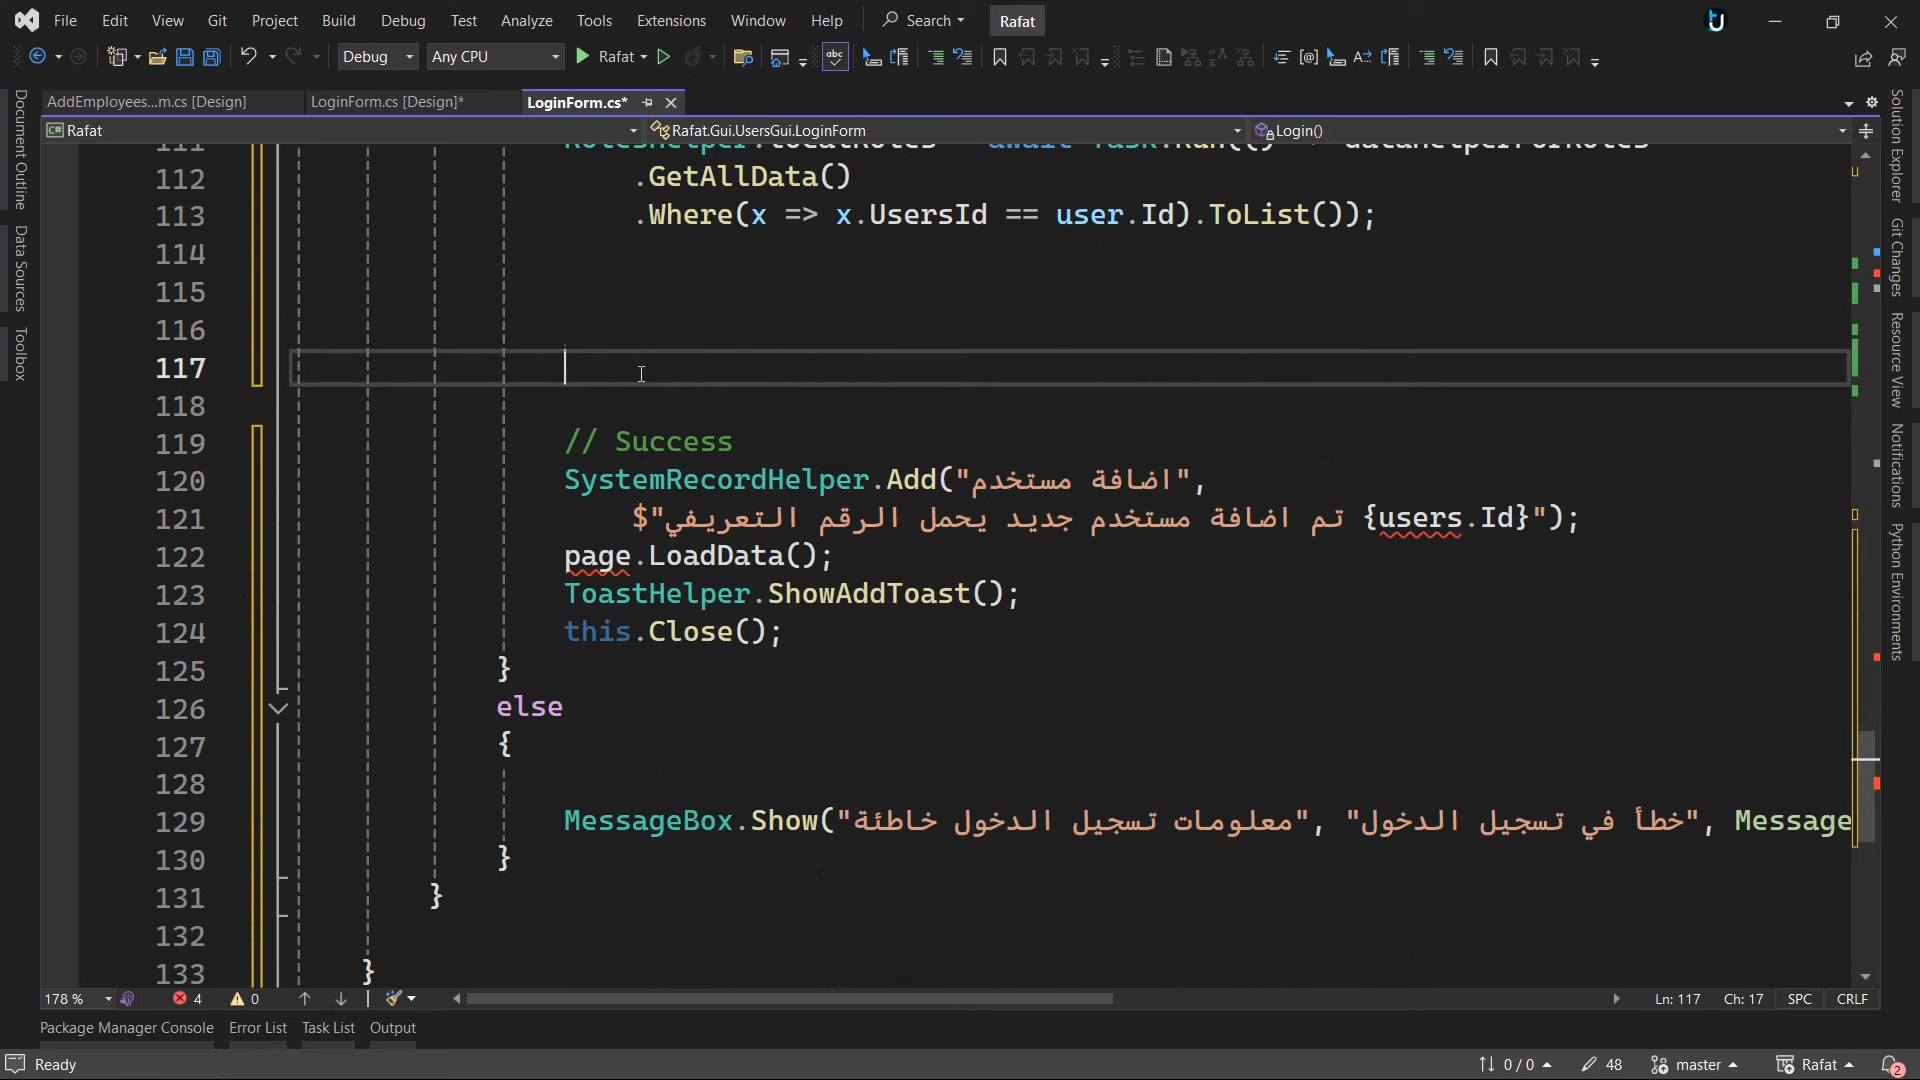 File Edit View Git Project Build Debug Test Analyze Tools Extensions Window Help Search Rafat
Debug Any CPU Rafat
AddEmployees...m.cs [Design] LoginForm.cs [Design]* LoginForm.cs*
C# Rafat Rafat.Gui.UsersGui.LoginForm Login()
112 .GetAllData()
113 .Where(x => x.UsersId == user.Id).ToList());
114
115
116
117
118
119 // Success
120 SystemRecordHelper.Add("اضافة مستخدم",
121 $"تم اضافة مستخدم جديد يحمل الرقم التعريفي {users.Id}");
122 page.LoadData();
123 ToastHelper.ShowAddToast();
124 this.Close();
125 }
126 else
127 {
128
129 MessageBox.Show("معلومات تسجيل الدخول خاطئة", "خطأ في تسجيل الدخول", Message
130 }
131 }
132
133 }
178 % 4 0 Ln: 117 Ch: 17 SPC CRLF
Package Manager Console Error List Task List Output
Ready 0 / 0 48 master Rafat 2
Document Outline
Data Sources
Toolbox
Solution Explorer
Git Changes
Resource View
Notifications
Python Environments